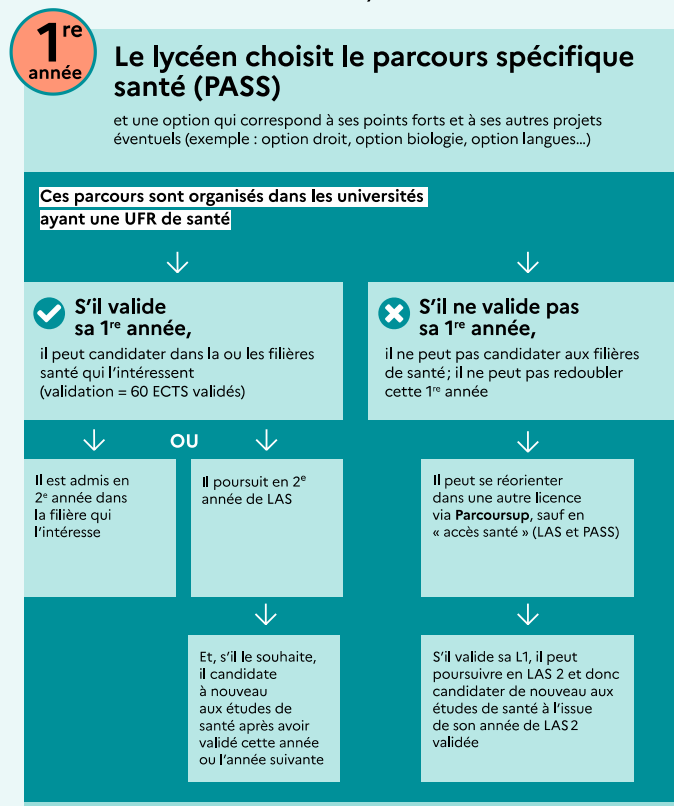 1re
année
Le lycéen choisit le parcours spécifique
santé (PASS)
et une option qui correspond à ses points forts et à ses autres projets
éventuels (exemple : option droit, option biologie, option langues…)
Ces parcours sont organisés dans les universités
ayant une UFR de santé
S'il valide
sa 1re année,
il peut candidater dans la ou les filières
santé qui l'intéressent
(validation = 60 ECTS validés)
S'il ne valide pas
sa 1re année,
il ne peut pas candidater aux filières
de santé ; il ne peut pas redoubler
cette 1re année
OU
Il est admis en
2e année dans
la filière qui
l'intéresse
Il poursuit en 2e
année de LAS
Il peut se réorienter
dans une autre licence
via Parcoursup, sauf en
« accès santé » (LAS et PASS)
Et, s'il le souhaite,
il candidate
à nouveau
aux études de
santé après avoir
validé cette année
ou l'année suivante
S'il valide sa L1, il peut
poursuivre en LAS 2 et donc
candidater de nouveau aux
études de santé à l'issue
de son année de LAS 2
validée